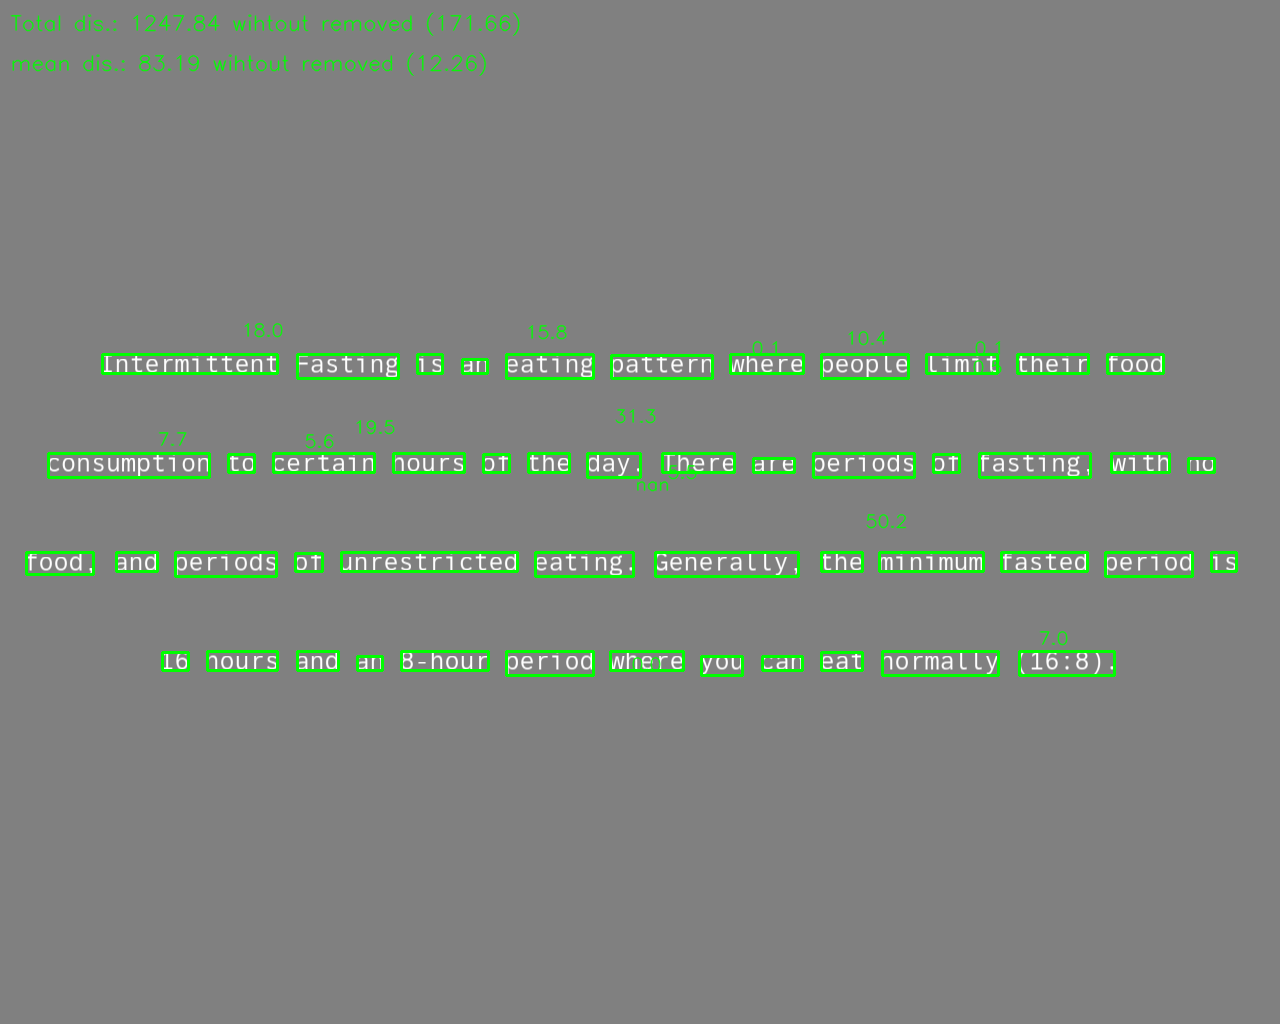 Total dis.: 1247.84 wihtout removed (171.66)
mean dis.: 83.19 wihtout removed (12.26)
18.0 15.8 0.1 10.4 0.1
Intermittent Fasting is an eating pattern where people limit their food
7.7 5.6 19.5 31.3
consumption to certain hours of the day. There are periods of fasting, with no
nan
50.2
food, and periods of unrestricted eating. Generally, the minimum fasted period is
7.0
16 hours and an 8-hour period where you can eat normally (16:8).